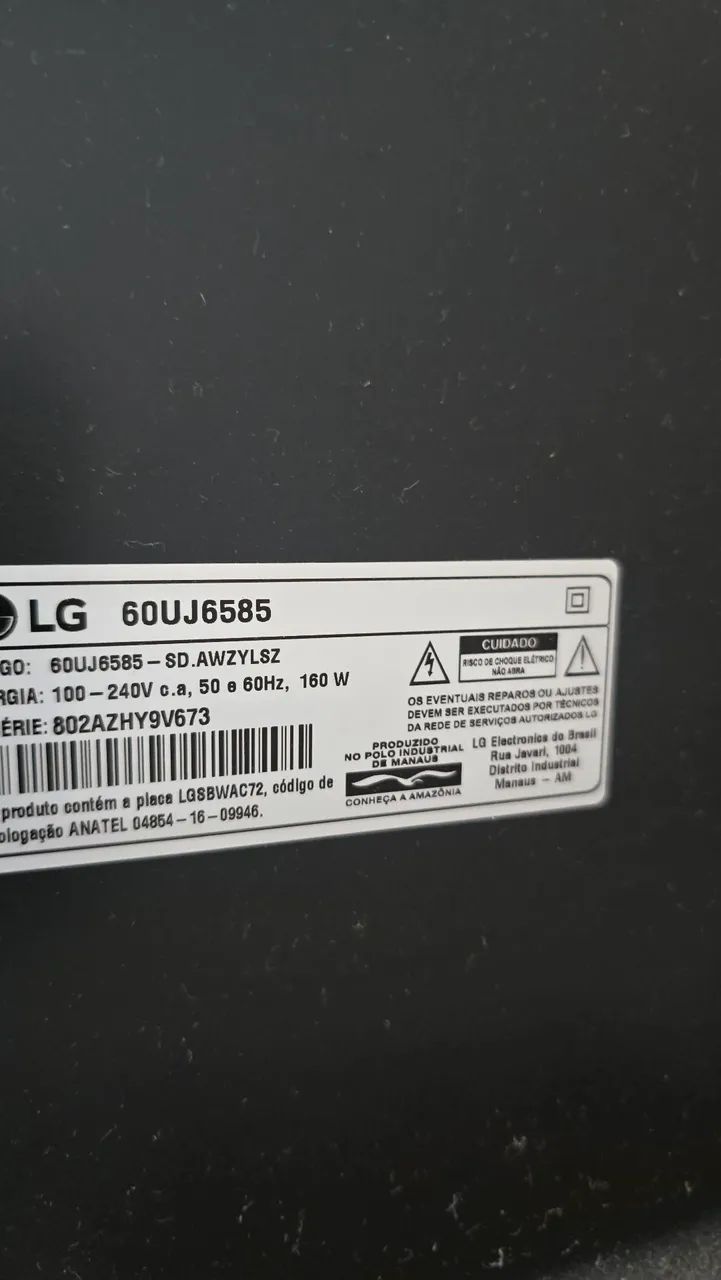 LG 60UJ6585
GO: 60UJ6585-SD.AWZYLSZ
RGIA: 100-240V c.a, 50 e 60Hz, 160 W
ÉRIE: 802AZHY9V673
produto contém a placa LGSBWAC72, código de
ologação ANATEL 04854-16-09946.
CUIDADO
RISCO DE CHOQUE ELÉTRICO
NÃO ABRA
OS EVENTUAIS REPAROS OU AJUSTES
DEVEM SER EXECUTADOS POR TÉCNICOS
DA REDE DE SERVIÇOS AUTORIZADOS LG
PRODUZIDO
NO POLO INDUSTRIAL
DE MANAUS
CONHEÇA A AMAZÔNIA
LG Electronics do Brasil
Rua Javari, 1004
Distrito Industrial
Manaus - AM